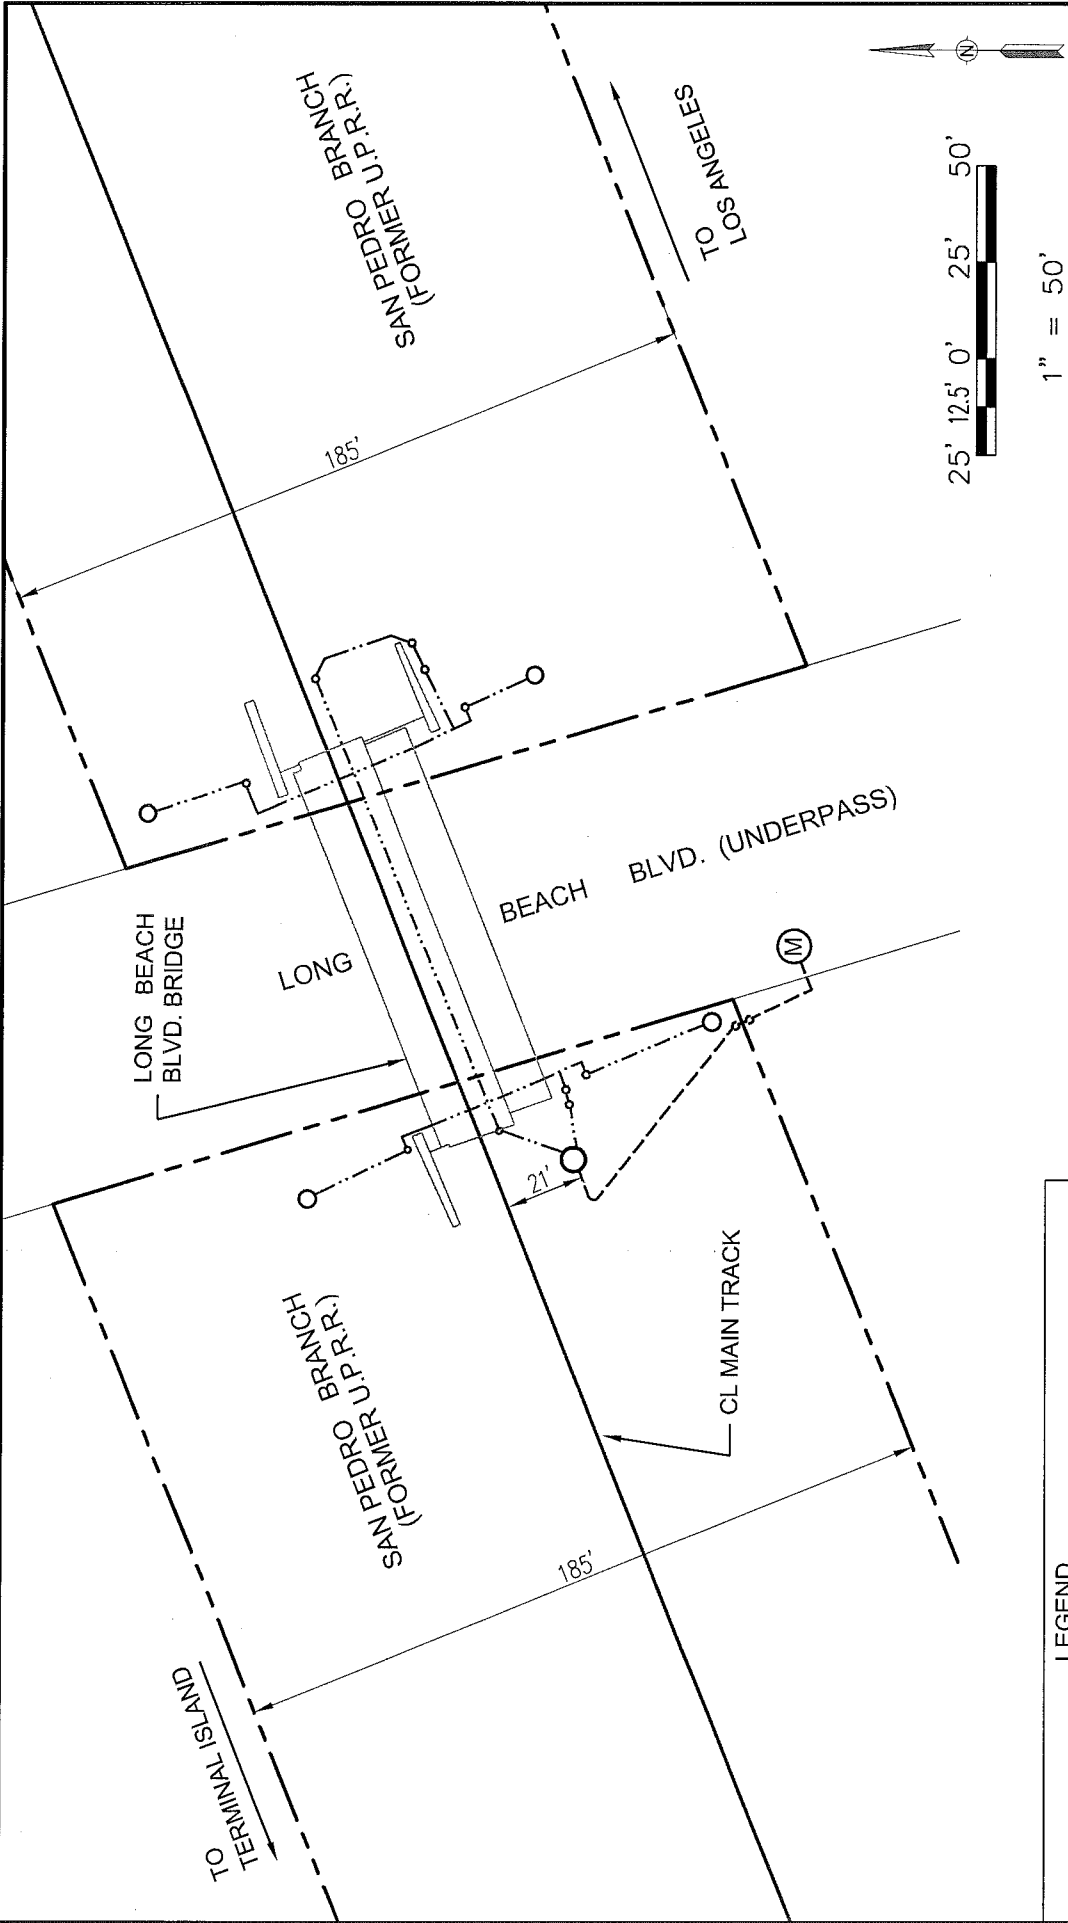 SAN PEDRO BRANCH
(FORMER U.P.R.R.)
TO
LOS ANGELES
185'
LONG BEACH
BLVD. BRIDGE
LONG BEACH BLVD. (UNDERPASS)
M
21'
CL MAIN TRACK
SAN PEDRO BRANCH
(FORMER U.P.R.R.)
185'
TO
TERMINAL ISLAND
N
25' 12.5' 0' 25' 50'
1" = 50'
LEGEND